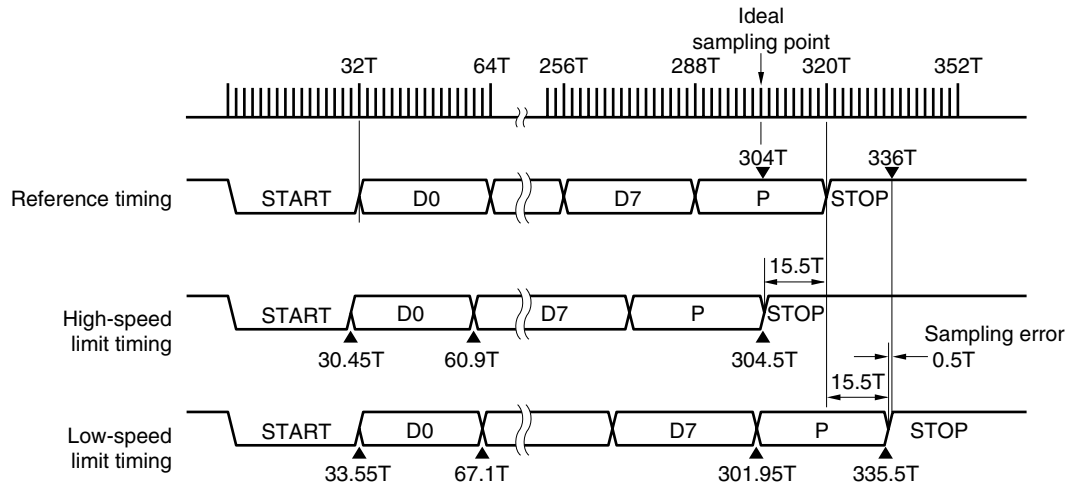 Ideal
sampling point
32T 64T 256T 288T 320T 352T
304T 336T
Reference timing START D0 D7 P STOP
15.5T
High-speed
limit timing
START D0 D7 P STOP
30.45T 60.9T 304.5T
Sampling error
0.5T
15.5T
Low-speed
limit timing
START D0 D7 P STOP
33.55T 67.1T 301.95T 335.5T